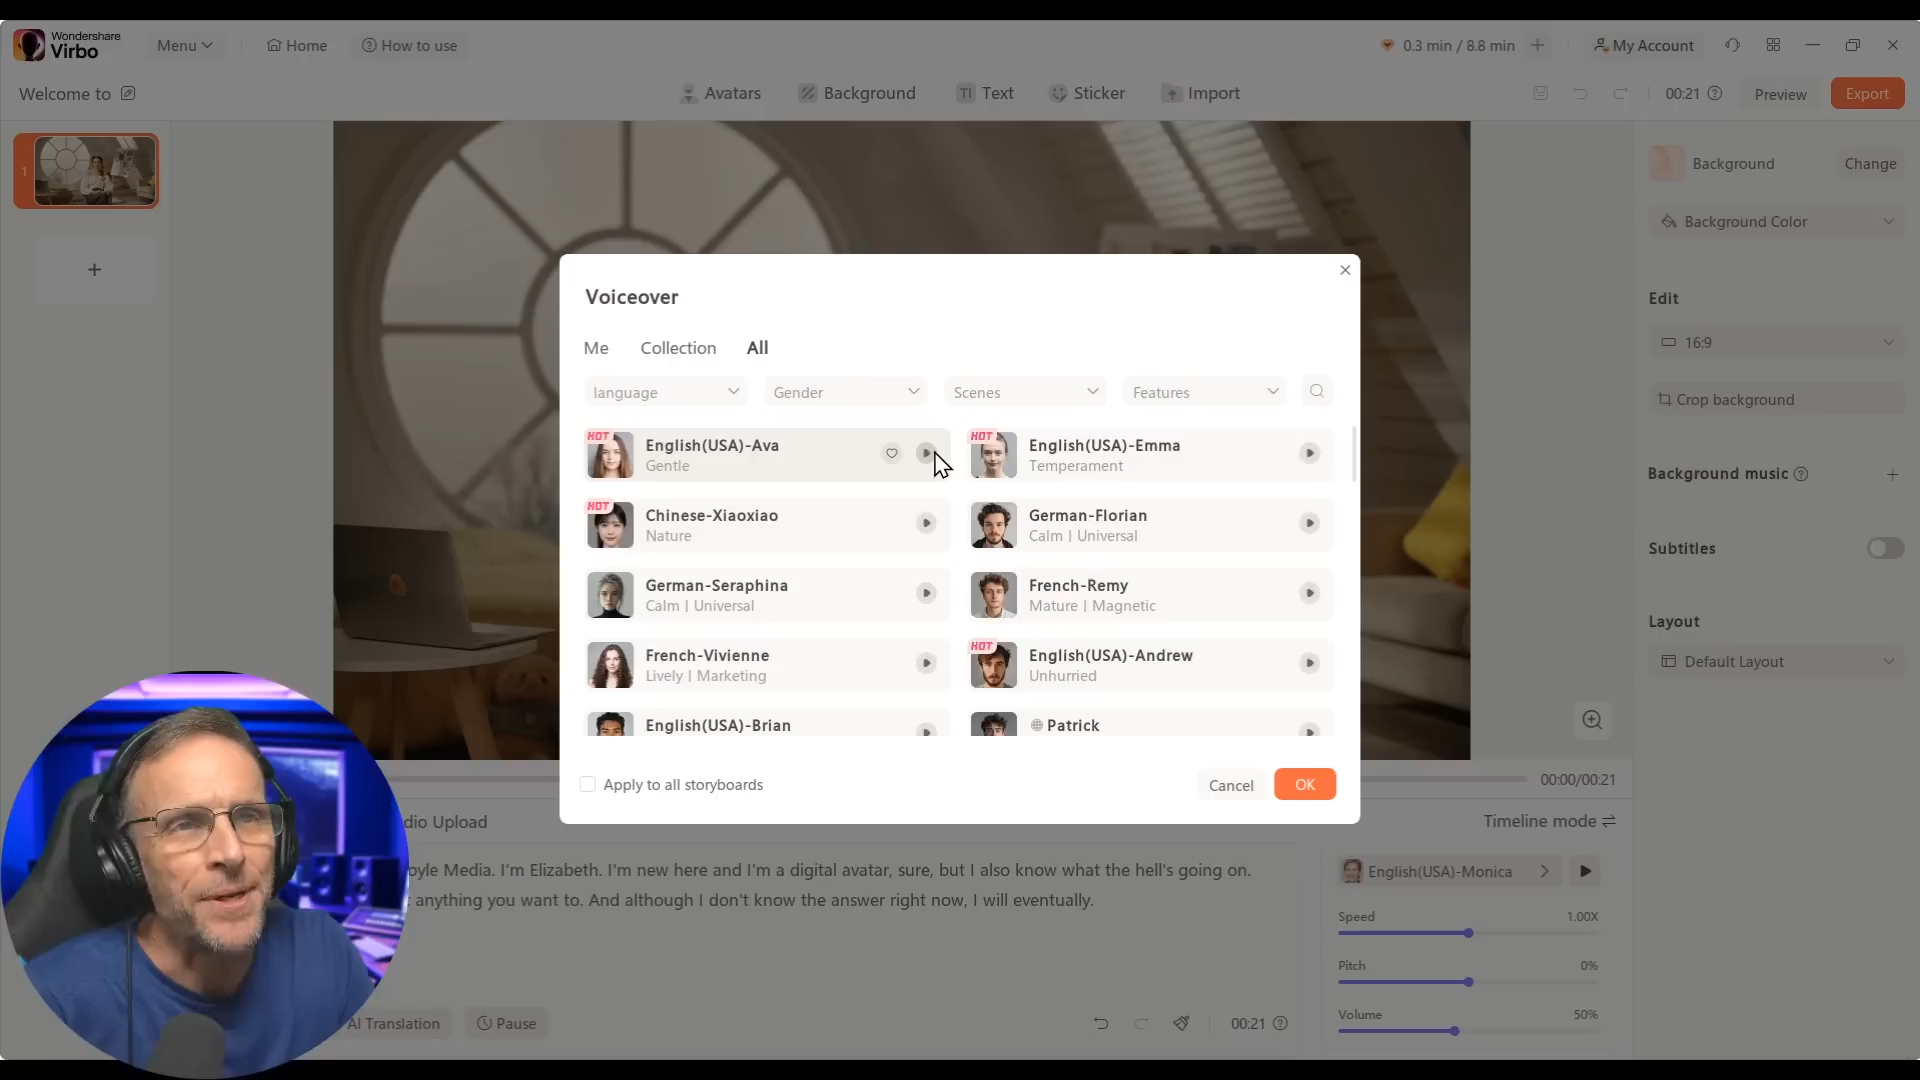 Wondershare
Virbo
Menu
Home
How to use
0.3 min / 8.8 min
My Account
Welcome to
Avatars
Background
Text
Sticker
Import
00:21
Preview
Export
1
Background
Change
Background Color
Edit
16:9
Crop background
Background music
Subtitles
Layout
Default Layout
Voiceover
Me
Collection
All
language
Gender
Scenes
Features
HOT
English(USA)-Ava
Gentle
HOT
English(USA)-Emma
Temperament
HOT
Chinese-Xiaoxiao
Nature
German-Florian
Calm | Universal
German-Seraphina
Calm | Universal
French-Remy
Mature | Magnetic
French-Vivienne
Lively | Marketing
HOT
English(USA)-Andrew
Unhurried
English(USA)-Brian
Patrick
Apply to all storyboards
Cancel
OK
00:00/00:21
Upload
Timeline mode
Media. I'm Elizabeth. I'm new here and I'm a digital avatar, sure, but I also know what the hell's going on.
anything you want to. And although I don't know the answer right now, I will eventually.
English(USA)-Monica
Speed
1.00X
Pitch
0%
Volume
50%
AI Translation
Pause
00:21